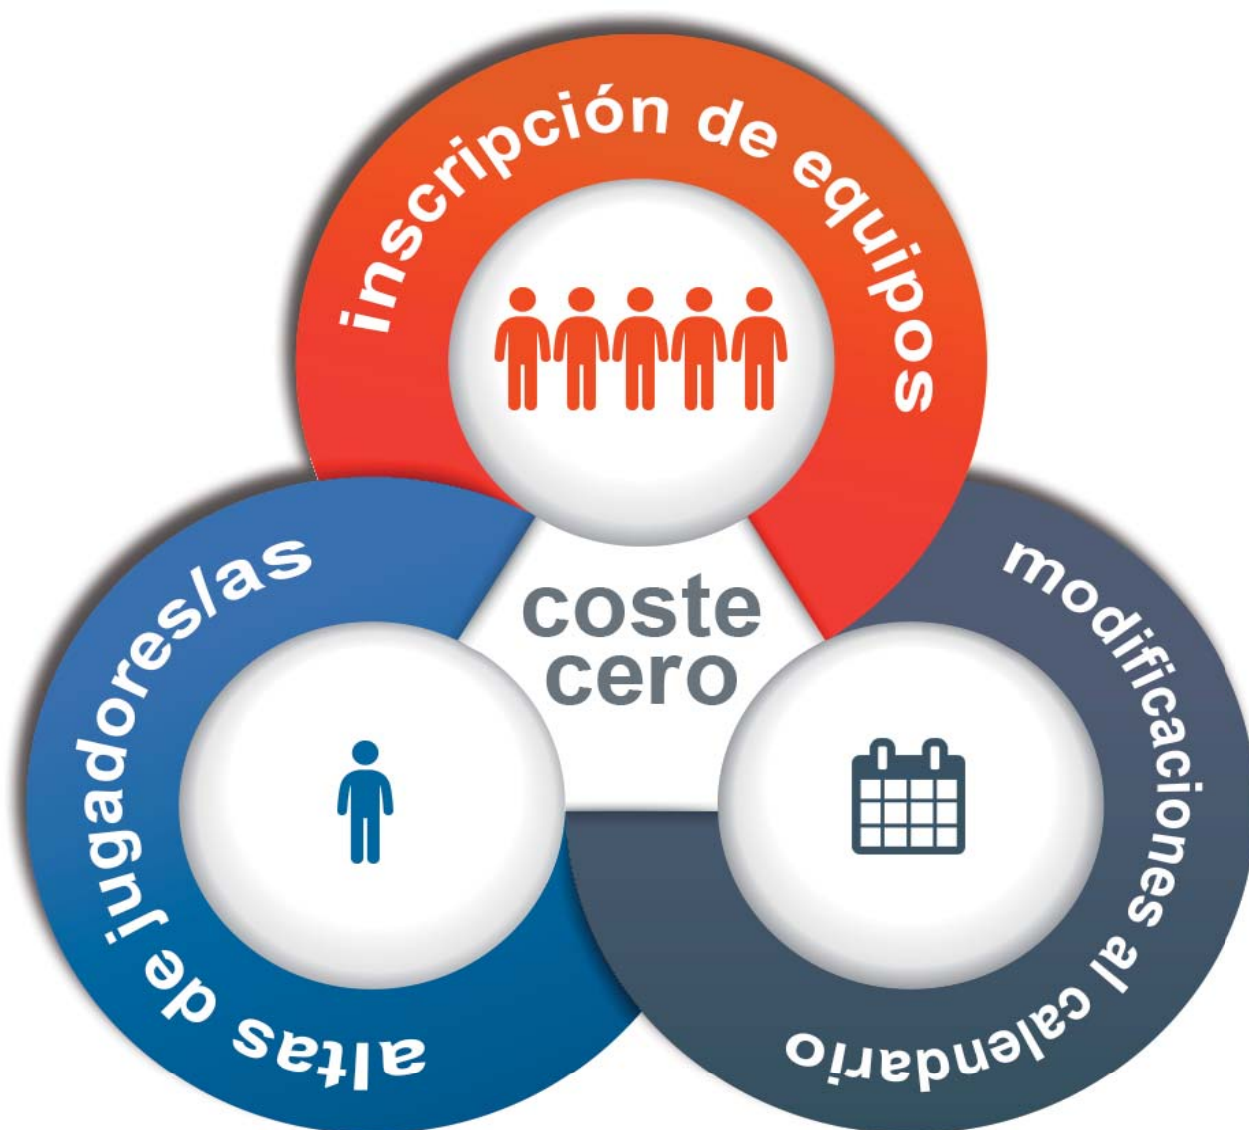 inscripción de equipos
altas de jugadores/as
modificaciones al calendario
coste
cero